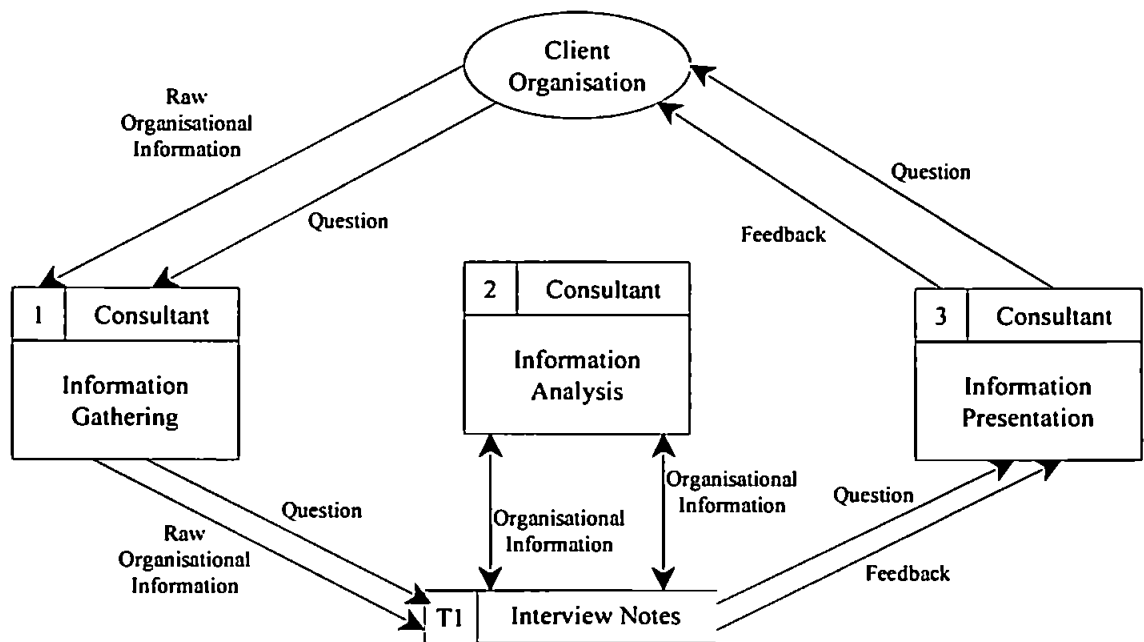 Client
Organisation
Raw
Organisational
Information
Question
Question
Feedback
1 Consultant
Information
Gathering
2 Consultant
Information
Analysis
3 Consultant
Information
Presentation
Question
Raw
Organisational
Information
Organisational
Information
Organisational
Information
Question
Feedback
T1 Interview Notes